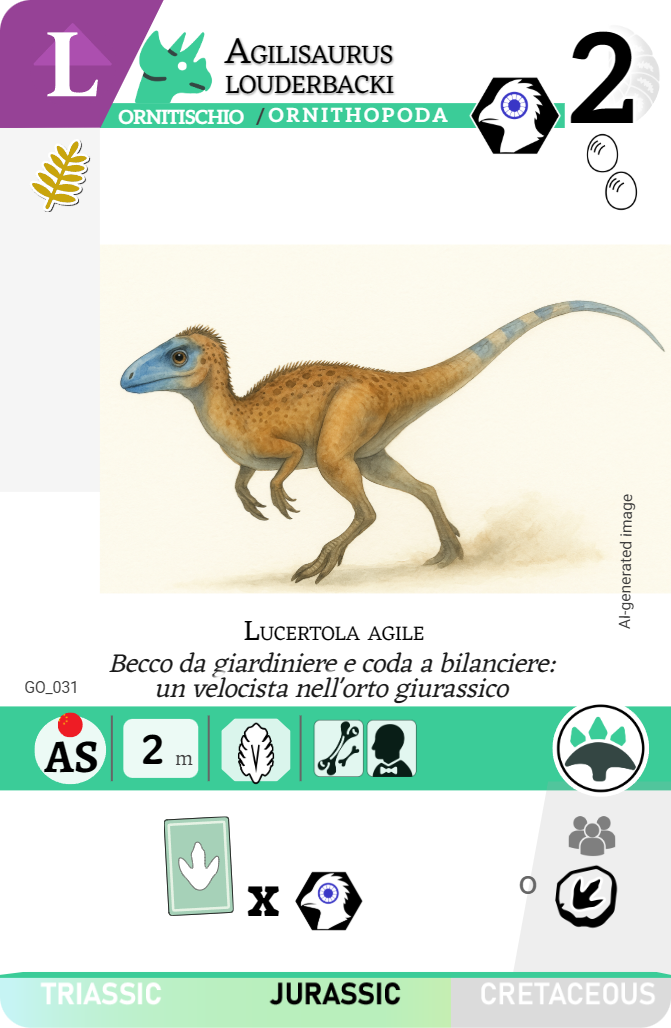 L
AGILISAURUS
LOUDERBACKI
2
ORNITISCHIO / ORNITHOPODA
AI-generated image
LUCERTOLA AGILE
Becco da giardiniere e coda a bilanciere:
un velocista nell'orto giurassico
GO_031
AS
2 m
x
O
TRIASSIC JURASSIC CRETACEOUS